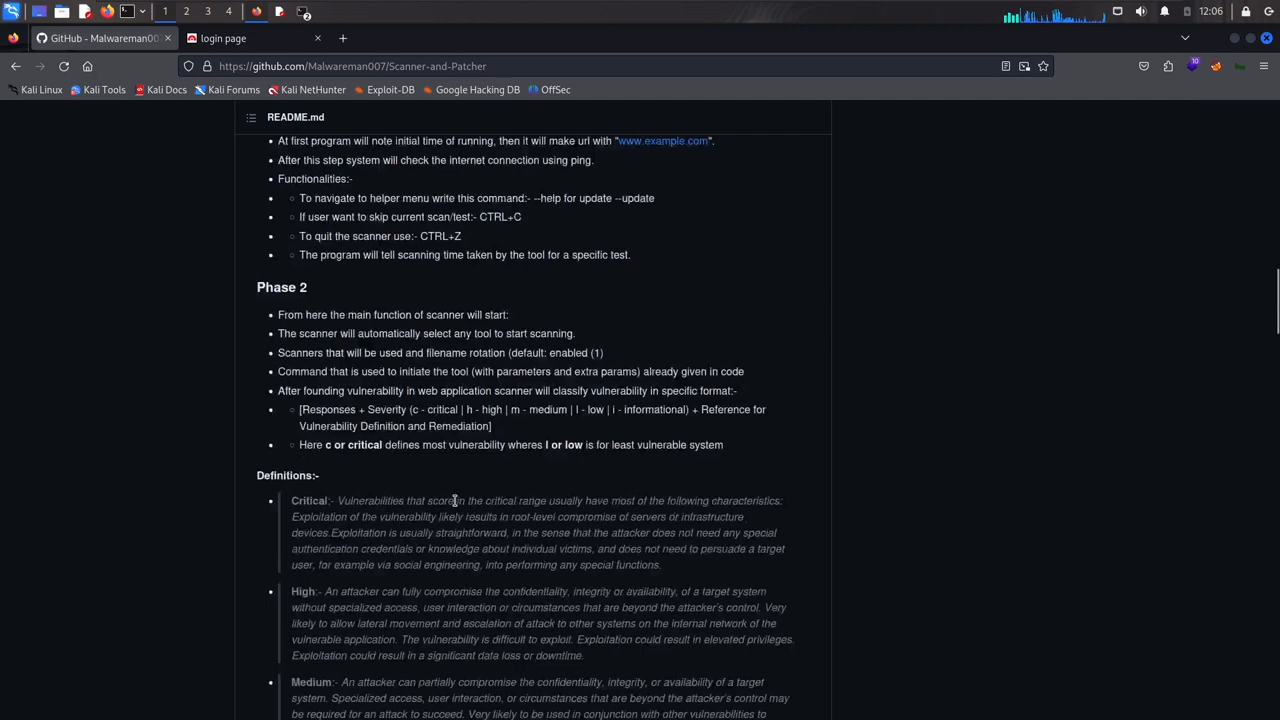 1 2 3 4 2 12:06
GitHub - Malwareman007 login page
https://github.com/Malwareman007/Scanner-and-Patcher 10
Kali Linux Kali Tools Kali Docs Kali Forums Kali NetHunter Exploit-DB Google Hacking DB OffSec
README.md
At first program will note initial time of running, then it will make url with "www.example.com".
After this step system will check the internet connection using ping.
Functionalities:-
To navigate to helper menu write this command:- --help for update --update
If user want to skip current scan/test:- CTRL+C
To quit the scanner use:- CTRL+Z
The program will tell scanning time taken by the tool for a specific test.
Phase 2
From here the main function of scanner will start:
The scanner will automatically select any tool to start scanning.
Scanners that will be used and filename rotation (default: enabled (1)
Command that is used to initiate the tool (with parameters and extra params) already given in code
After founding vulnerability in web application scanner will classify vulnerability in specific format:-
[Responses + Severity (c - critical | h - high | m - medium | l - low | i - informational) + Reference for
Vulnerability Definition and Remediation]
Here c or critical defines most vulnerability wheres l or low is for least vulnerable system
Definitions:-
Critical:- Vulnerabilities that score in the critical range usually have most of the following characteristics:
Exploitation of the vulnerability likely results in root-level compromise of servers or infrastructure
devices.Exploitation is usually straightforward, in the sense that the attacker does not need any special
authentication credentials or knowledge about individual victims, and does not need to persuade a target
user, for example via social engineering, into performing any special functions.
High:- An attacker can fully compromise the confidentiality, integrity or availability, of a target system
without specialized access, user interaction or circumstances that are beyond the attacker's control. Very
likely to allow lateral movement and escalation of attack to other systems on the internal network of the
vulnerable application. The vulnerability is difficult to exploit. Exploitation could result in elevated privileges.
Exploitation could result in a significant data loss or downtime.
Medium:- An attacker can partially compromise the confidentiality, integrity, or availability of a target
system. Specialized access, user interaction, or circumstances that are beyond the attacker's control may
be required for an attack to succeed. Very likely to be used in conjunction with other vulnerabilities to